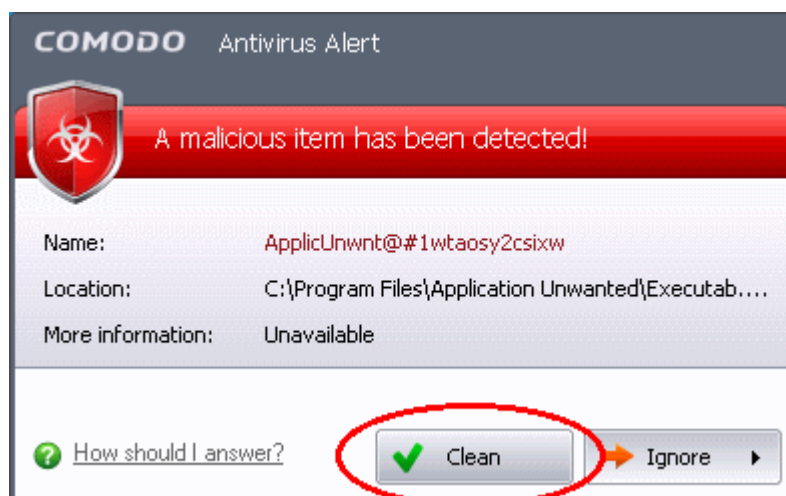 COMODO Antivirus Alert
A malicious item has been detected!
Name: ApplicUnwnt@#1wtaosy2csixw
Location: C:\Program Files\Application Unwanted\Executab....
More information: Unavailable
? How should I answer? Clean Ignore